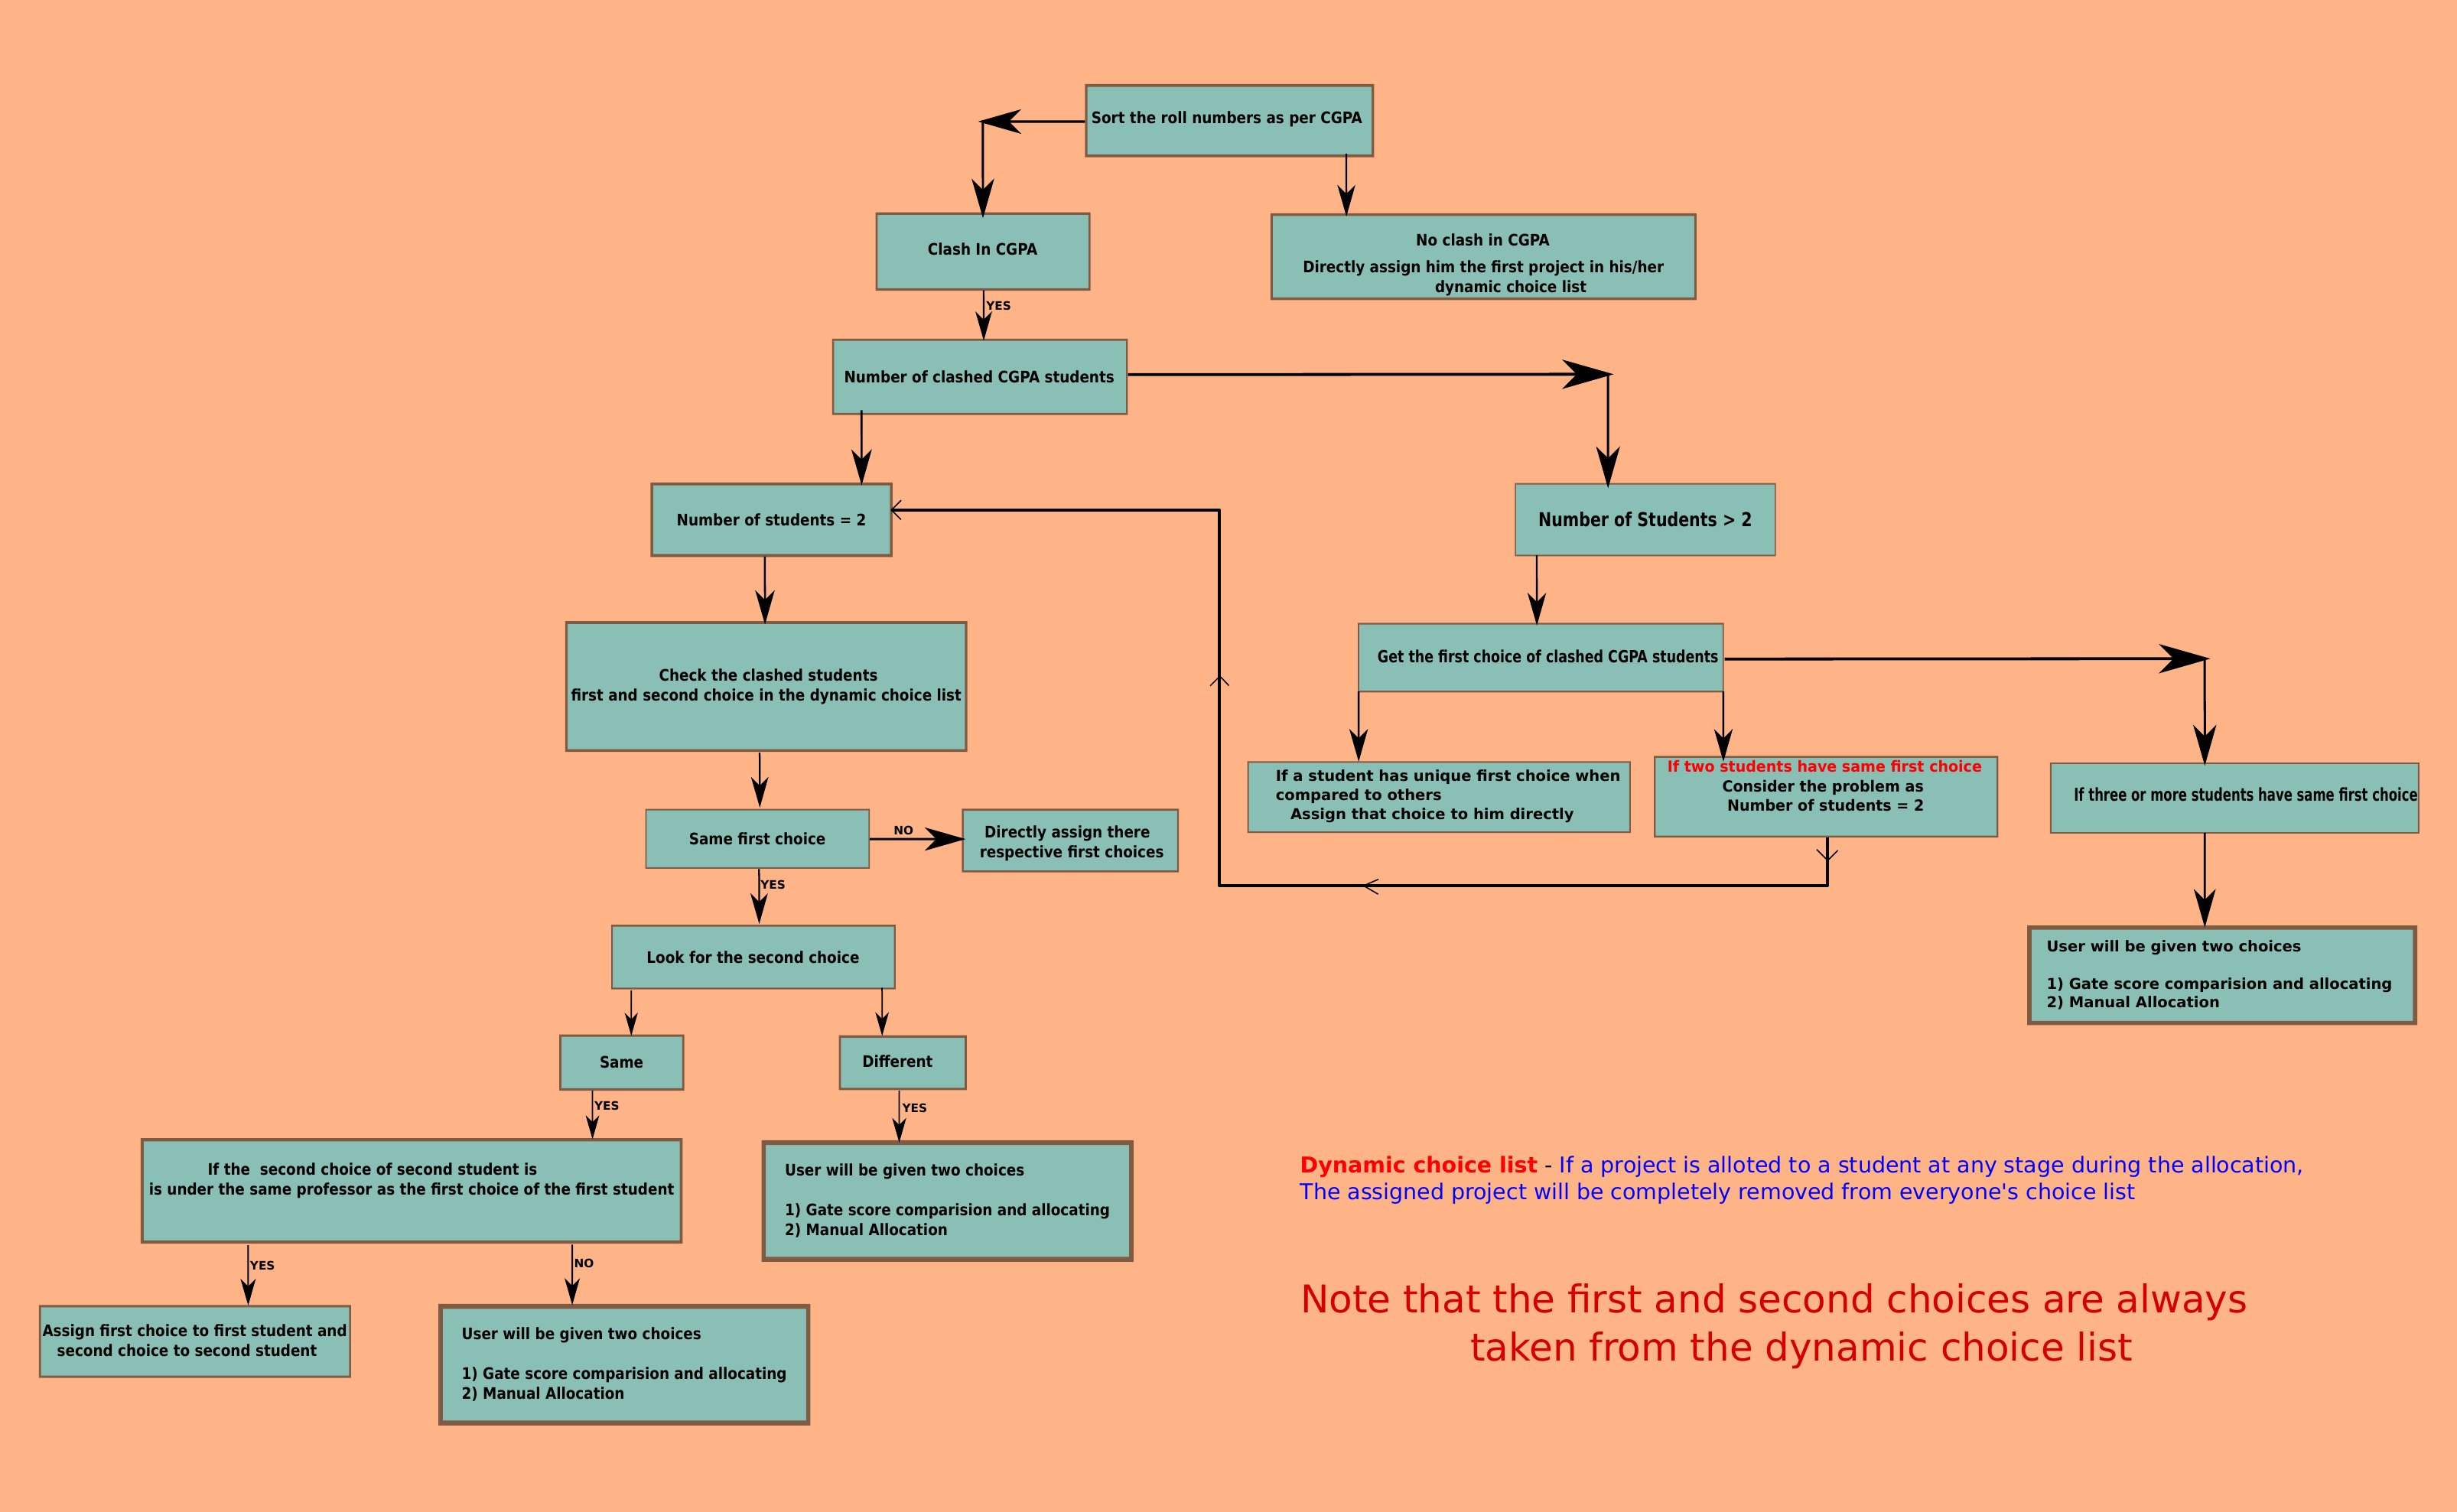 Sort the roll numbers as per CGPA
Clash In CGPA
No clash in CGPA
Directly assign him the first project in his/her
dynamic choice list
YES
Number of clashed CGPA students
Number of students = 2
Number of Students > 2
Check the clashed students
first and second choice in the dynamic choice list
Get the first choice of clashed CGPA students
If a student has unique first choice when
compared to others
Assign that choice to him directly
If two students have same first choice
Consider the problem as
Number of students = 2
If three or more students have same first choice
Same first choice
NO
Directly assign there
respective first choices
YES
Look for the second choice
User will be given two choices
1) Gate score comparision and allocating
2) Manual Allocation
Same
Different
YES
YES
If the  second choice of second student is
is under the same professor as the first choice of the first student
User will be given two choices
1) Gate score comparision and allocating
2) Manual Allocation
Dynamic choice list - If a project is alloted to a student at any stage during the allocation,
The assigned project will be completely removed from everyone's choice list
YES
NO
Assign first choice to first student and
second choice to second student
User will be given two choices
1) Gate score comparision and allocating
2) Manual Allocation
Note that the first and second choices are always
taken from the dynamic choice list